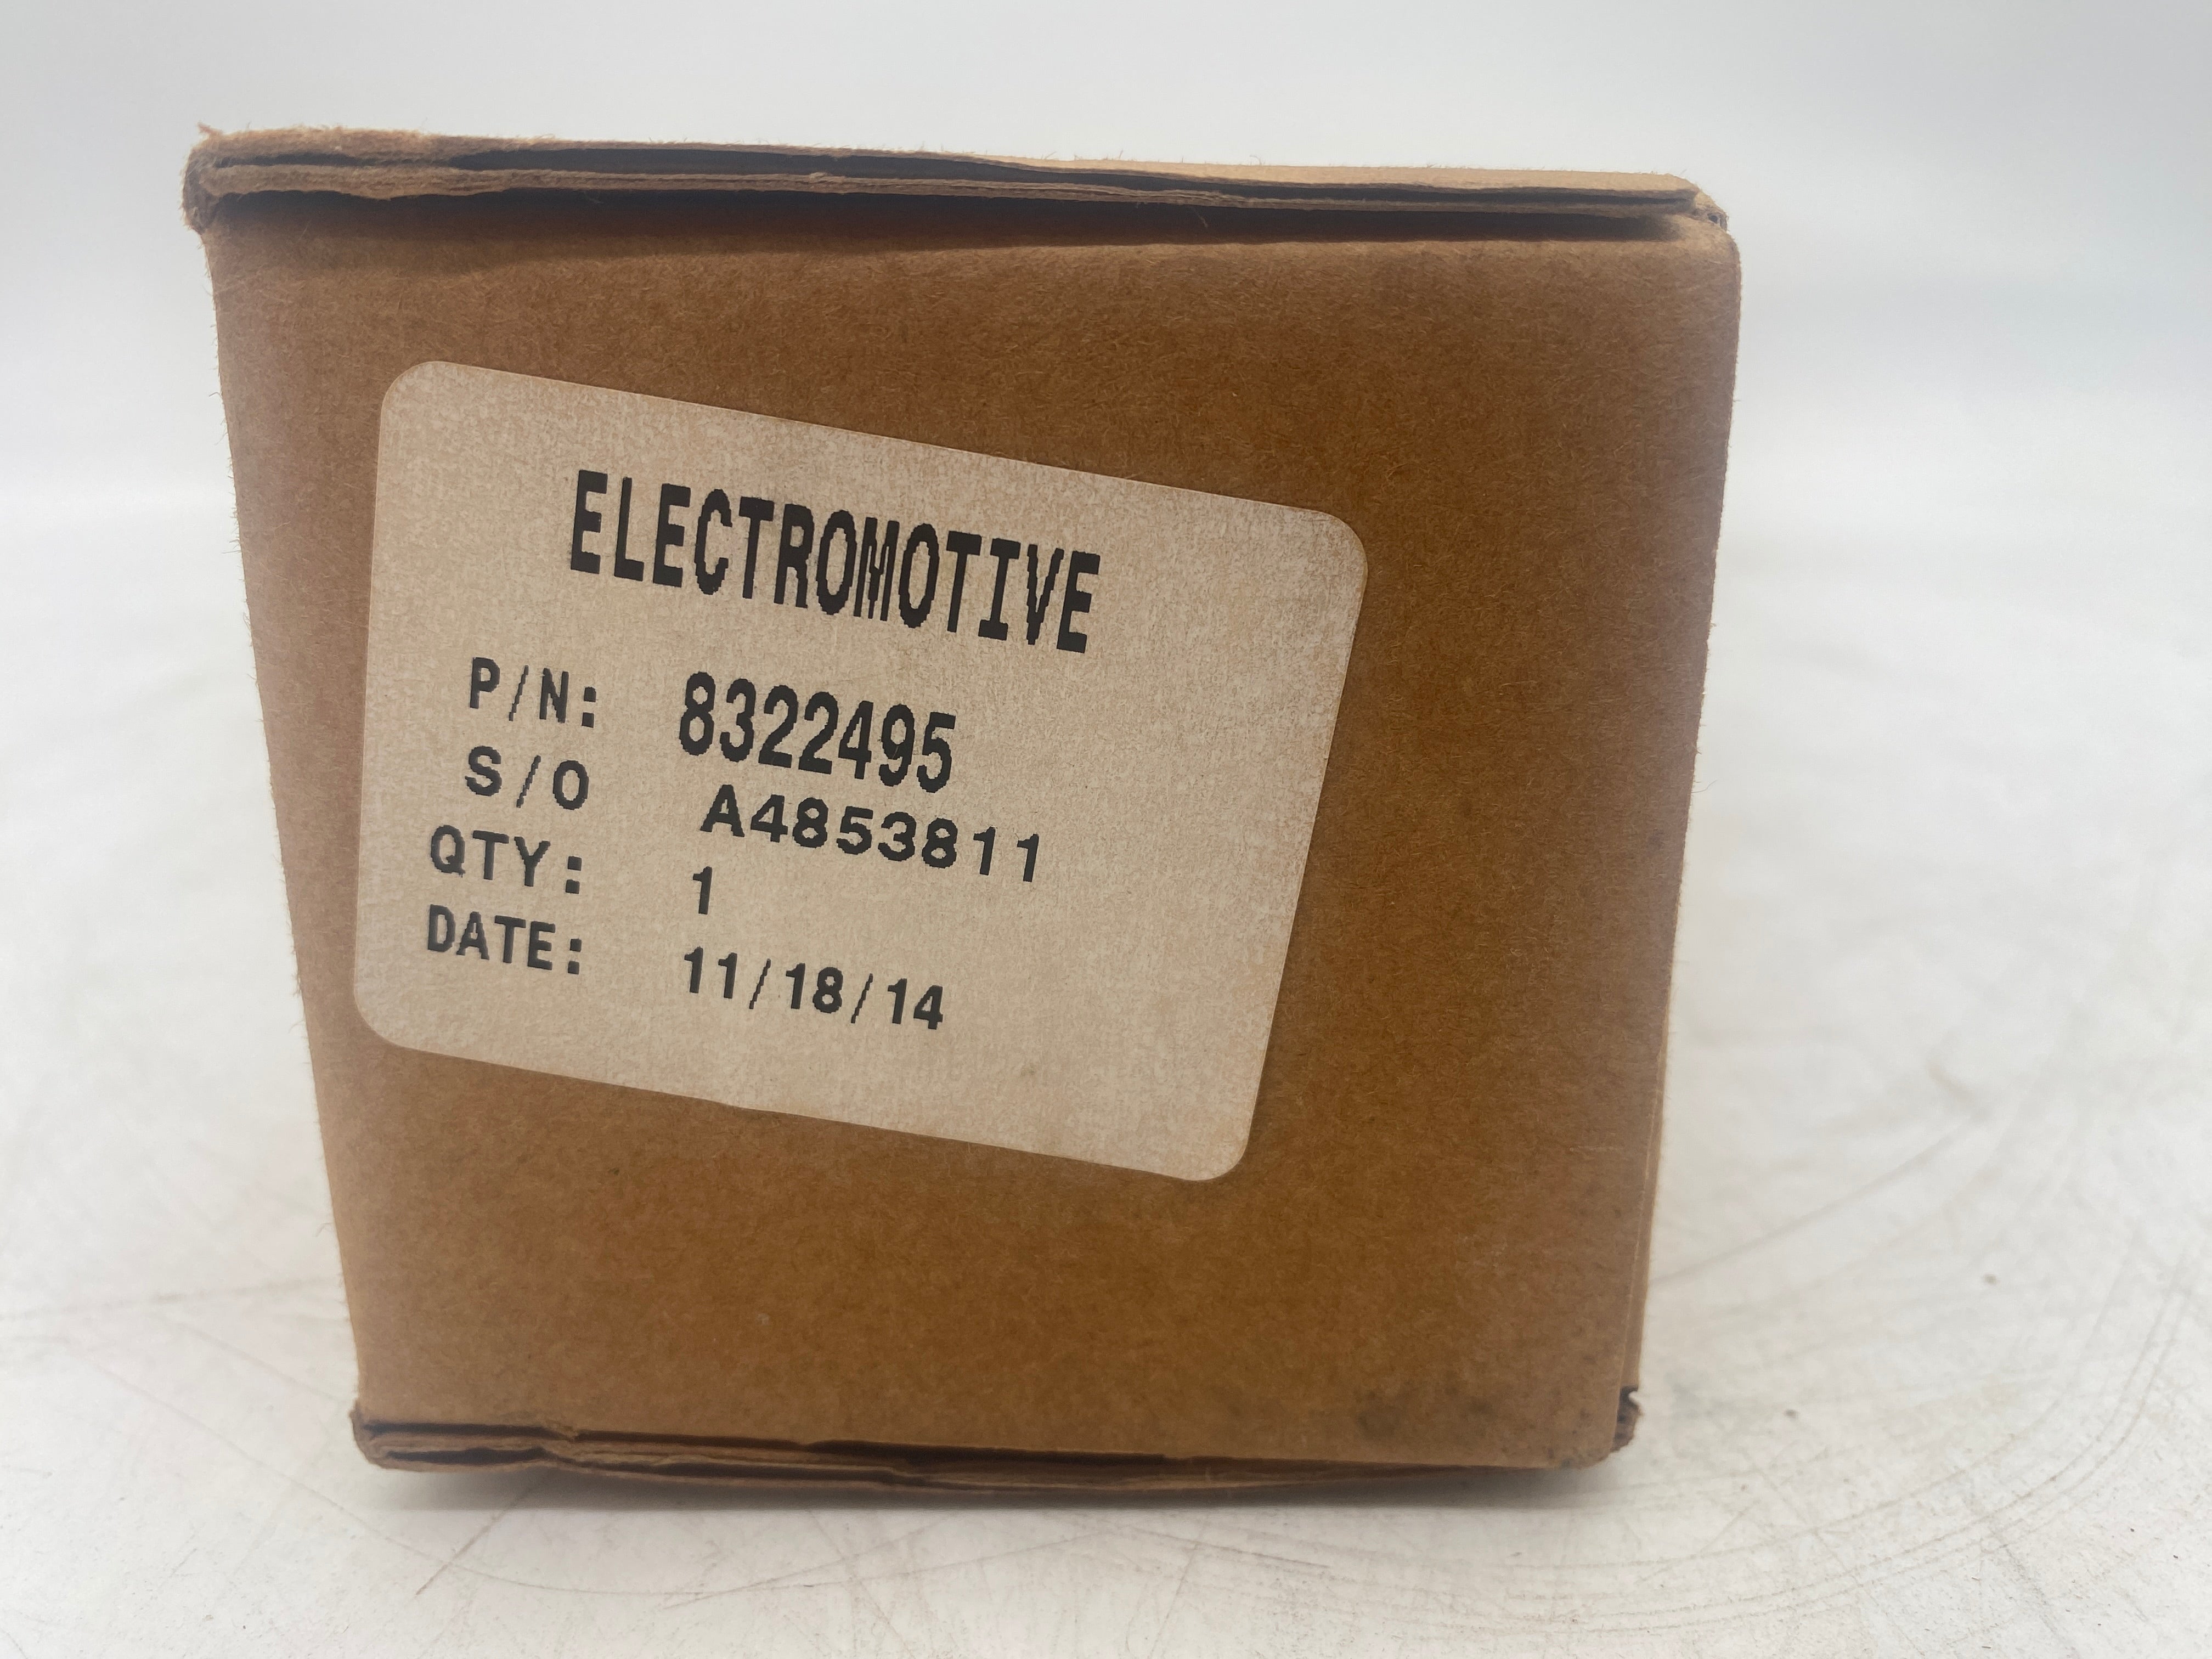 ELECTROMOTIVE
P/N: 8322495
S/O A4853811
QTY: 1
DATE: 11/18/14